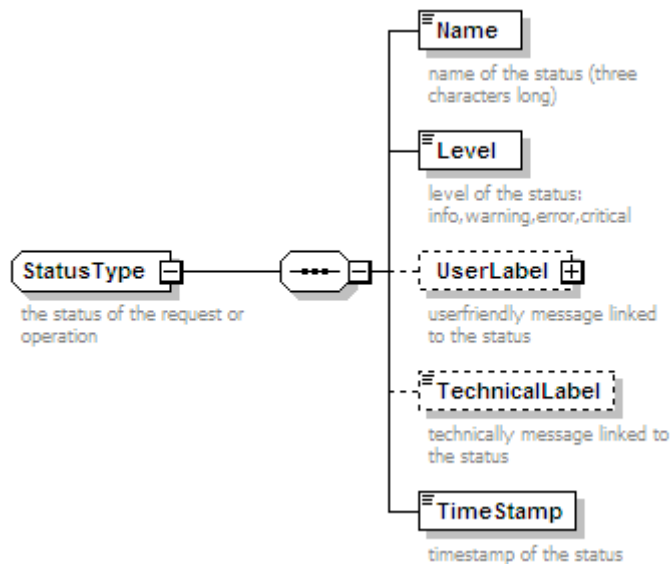 Name
name of the status (three
characters long)
Level
level of the status:
info,warning,error,critical
StatusType
the status of the request or
operation
UserLabel
userfriendly message linked
to the status
TechnicalLabel
technically message linked to
the status
TimeStamp
timestamp of the status